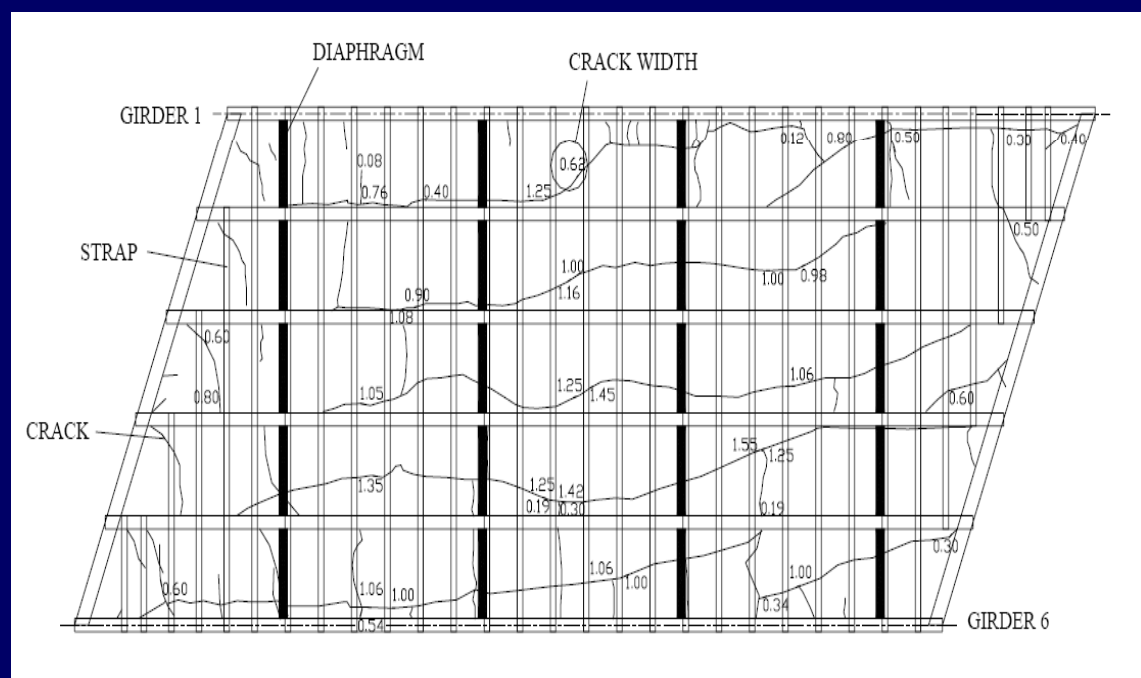 DIAPHRAGM
CRACK WIDTH
GIRDER 1
0.12 0.80 0.50 0.30 0.40
0.08
0.62
0.76 0.40 1.25
0.50
STRAP
1.00
0.90 1.16 1.00 0.98
1.08
0.60
1.06
1.25
0.80 1.05 1.45 0.60
CRACK
1.55
1.25
1.35 1.25 1.42
0.19 0.30 0.19
0.30
1.06
1.00
0.60 1.06 1.00 1.00
0.34
0.54
GIRDER 6